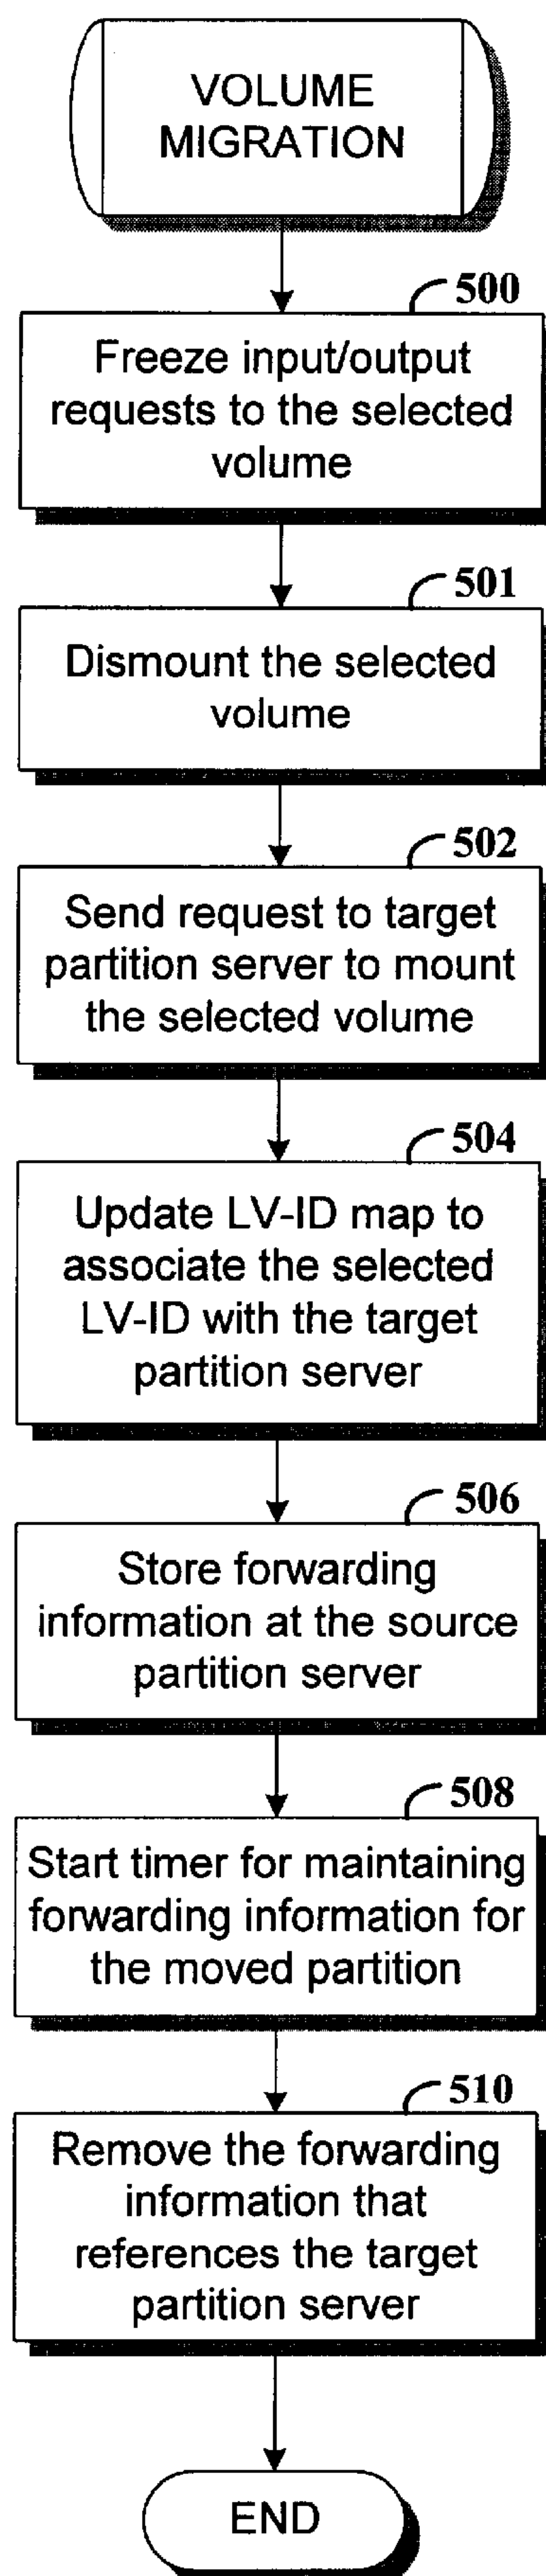 VOLUME
MIGRATION
500
Freeze input/output
requests to the selected
volume
501
Dismount the selected
volume
502
Send request to target
partition server to mount
the selected volume
504
Update LV-ID map to
associate the selected
LV-ID with the target
partition server
506
Store forwarding
information at the source
partition server
508
Start timer for maintaining
forwarding information for
the moved partition
510
Remove the forwarding
information that
references the target
partition server
END